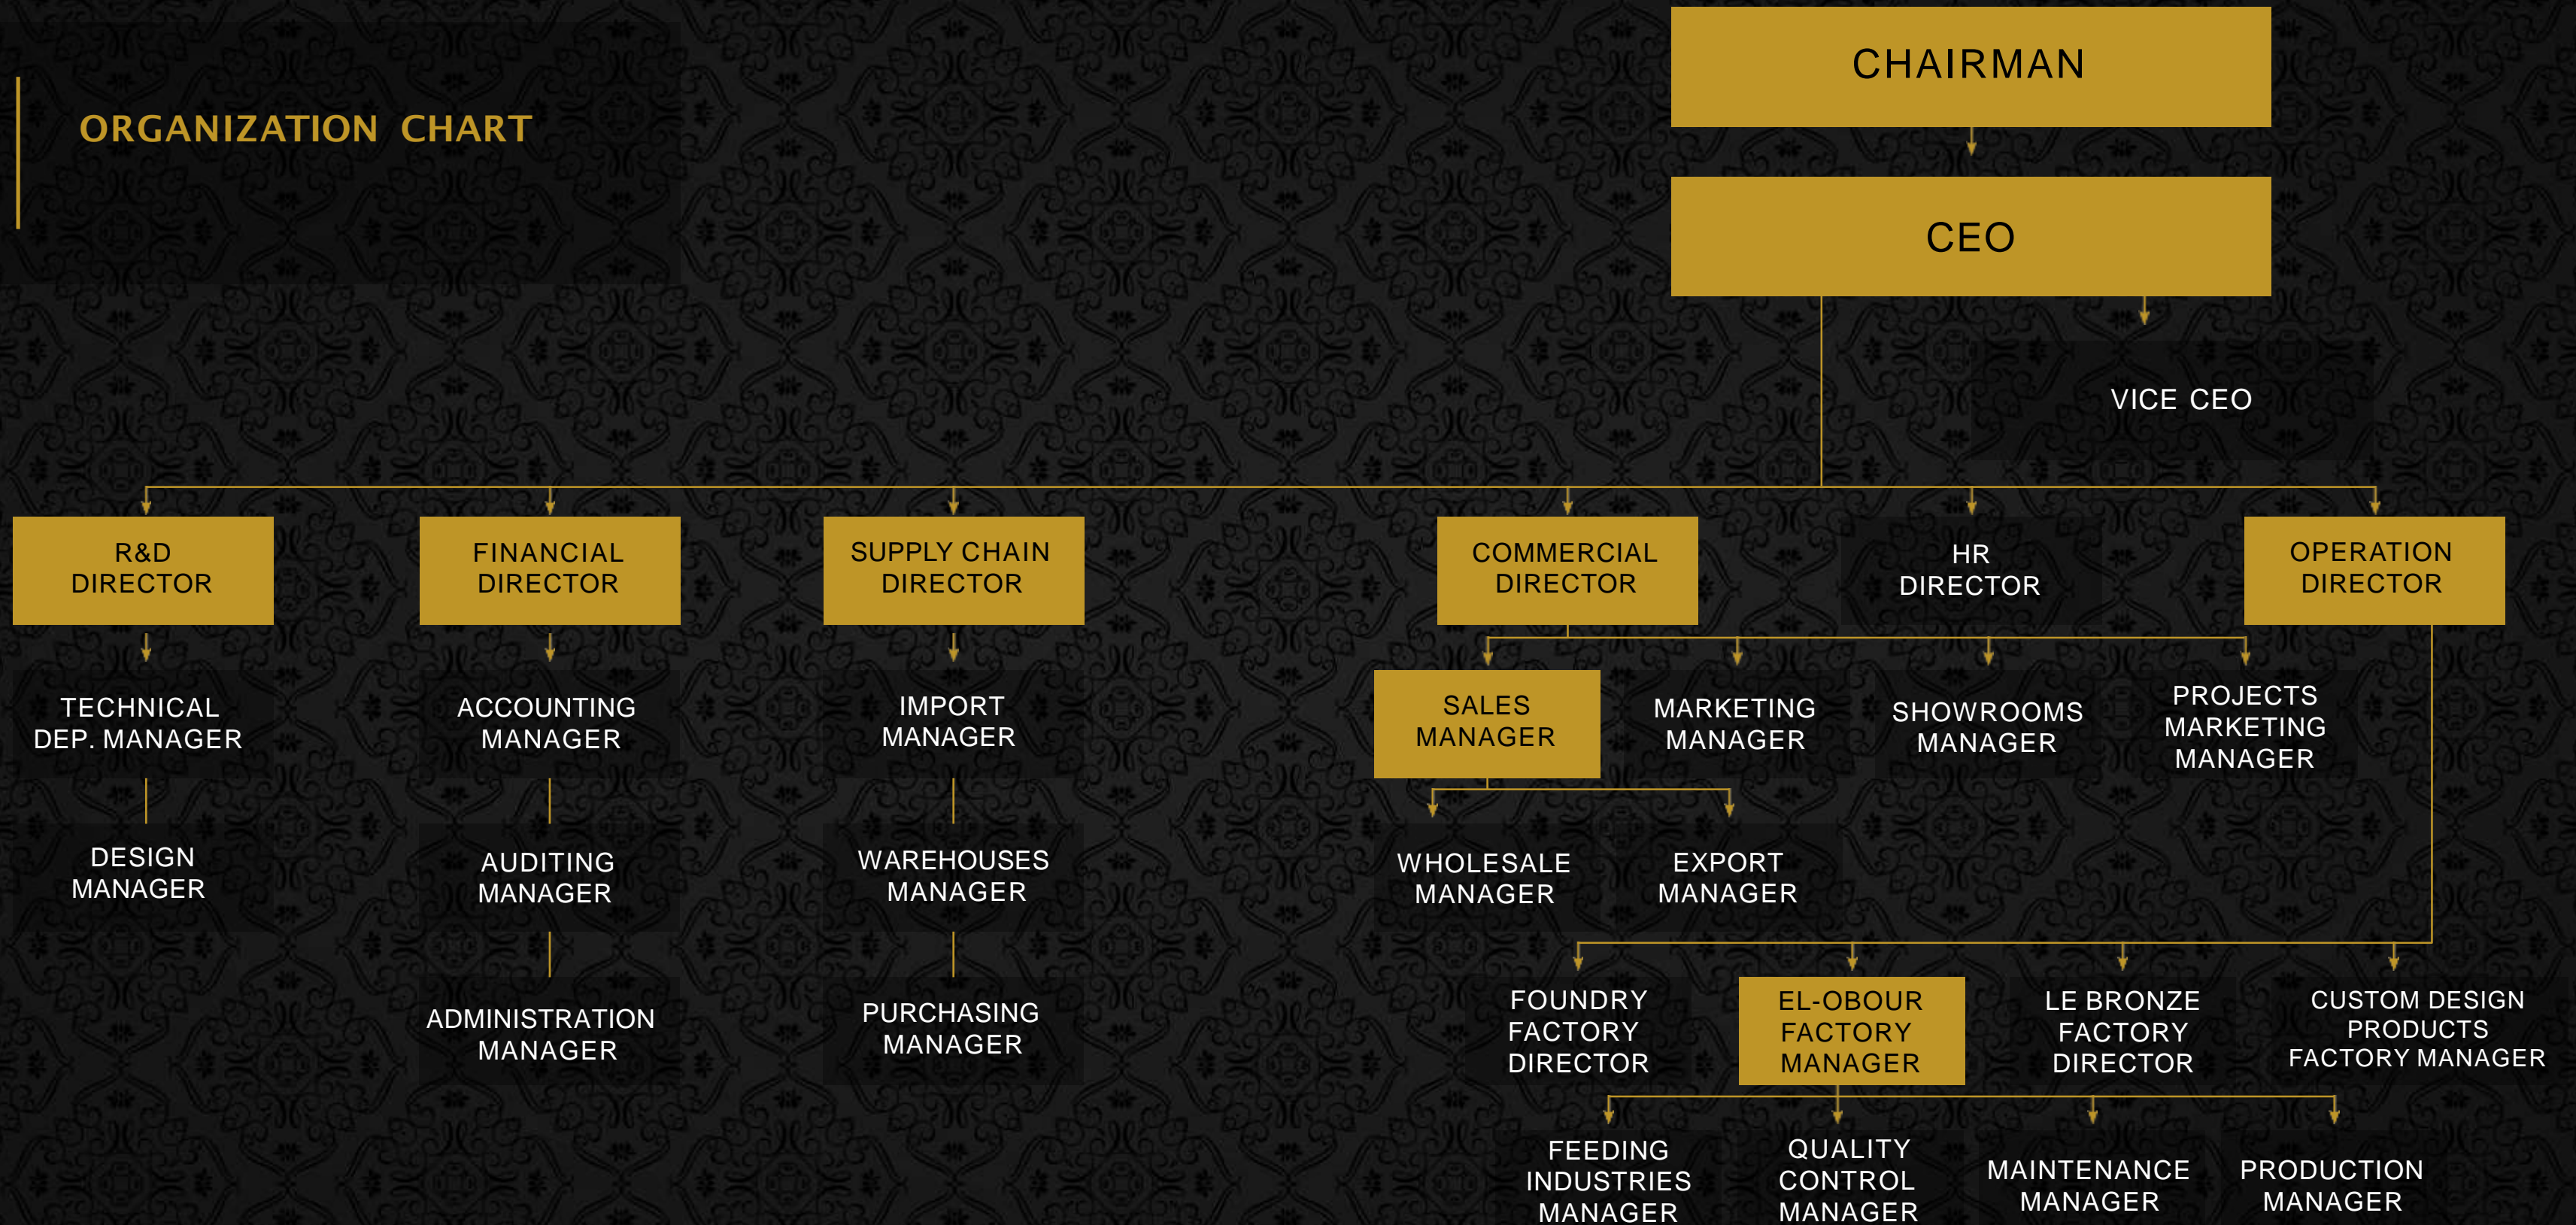 ORGANIZATION CHART
CHAIRMAN
CEO
VICE CEO
R&D
DIRECTOR
FINANCIAL
DIRECTOR
SUPPLY CHAIN
DIRECTOR
COMMERCIAL
DIRECTOR
HR
DIRECTOR
OPERATION
DIRECTOR
TECHNICAL
DEP. MANAGER
ACCOUNTING
MANAGER
IMPORT
MANAGER
SALES
MANAGER
MARKETING
MANAGER
SHOWROOMS
MANAGER
PROJECTS
MARKETING
MANAGER
DESIGN
MANAGER
AUDITING
MANAGER
WAREHOUSES
MANAGER
WHOLESALE
MANAGER
EXPORT
MANAGER
ADMINISTRATION
MANAGER
PURCHASING
MANAGER
FOUNDRY
FACTORY
DIRECTOR
EL-OBOUR
FACTORY
MANAGER
LE BRONZE
FACTORY
DIRECTOR
CUSTOM DESIGN
PRODUCTS
FACTORY MANAGER
FEEDING
INDUSTRIES
MANAGER
QUALITY
CONTROL
MANAGER
MAINTENANCE
MANAGER
PRODUCTION
MANAGER